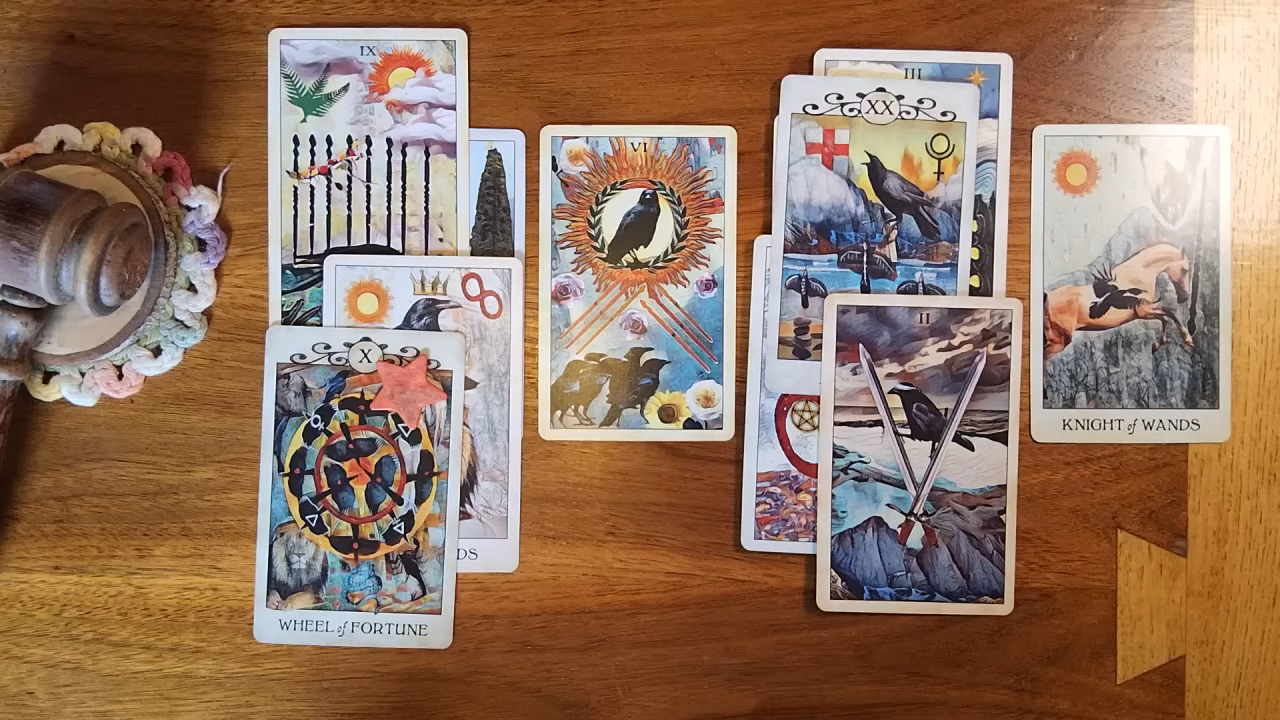 IX
X
WHEEL of FORTUNE
DS
VI
III
XX
II
KNIGHT of WANDS